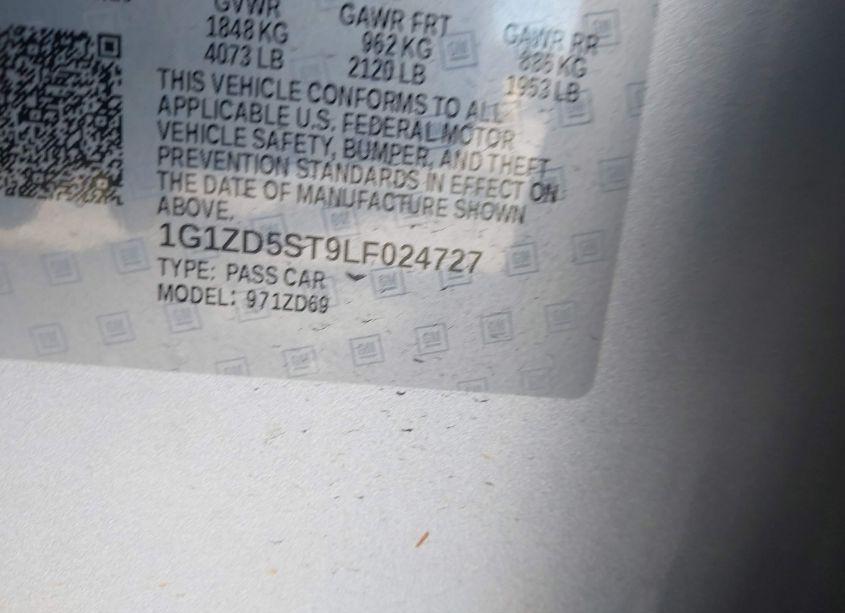 GVWR GAWR FRT GAWR RR
1848 KG 962 KG 886 KG
4073 LB 2120 LB 1953 LB
THIS VEHICLE CONFORMS TO ALL
APPLICABLE U.S. FEDERAL MOTOR
VEHICLE SAFETY, BUMPER, AND THEFT
PREVENTION STANDARDS IN EFFECT ON
THE DATE OF MANUFACTURE SHOWN
ABOVE.
1G1ZD5ST9LF024727
TYPE: PASS CAR
MODEL: 971ZD69